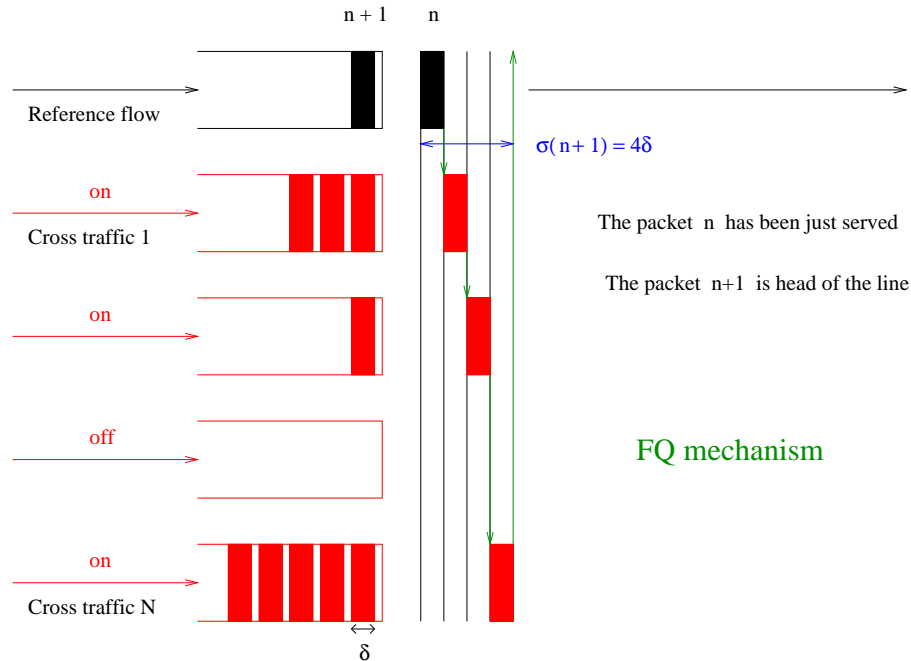 n + 1
n
Reference flow
σ(n+1) = 4δ
on
Cross traffic 1
The packet n has been just served
The packet n+1 is head of the line
on
off
FQ mechanism
on
Cross traffic N
δ